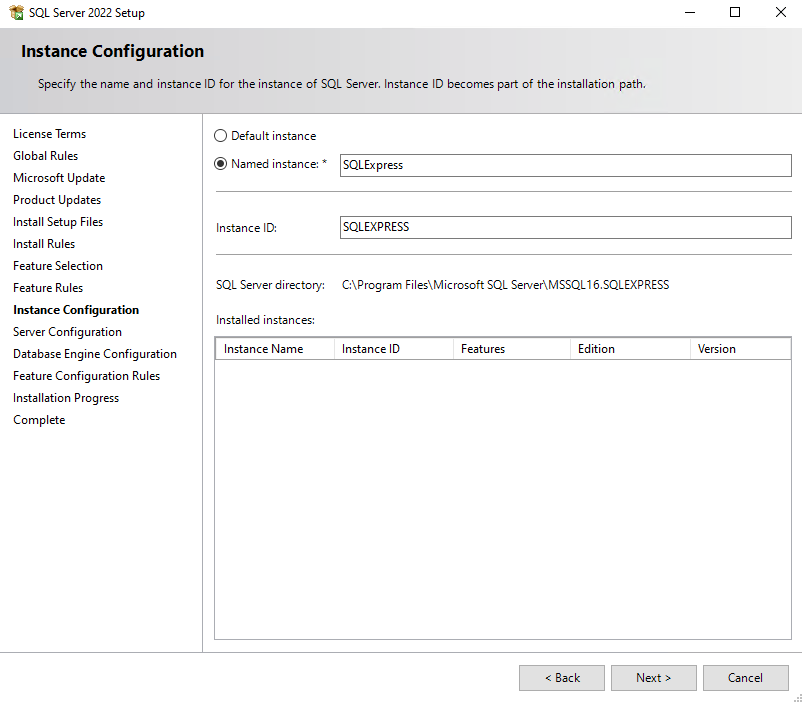 SQL Server 2022 Setup
Instance Configuration
Specify the name and instance ID for the instance of SQL Server. Instance ID becomes part of the installation path.
License Terms
Global Rules
Microsoft Update
Product Updates
Install Setup Files
Install Rules
Feature Selection
Feature Rules
Instance Configuration
Server Configuration
Database Engine Configuration
Feature Configuration Rules
Installation Progress
Complete
Default instance
Named instance: * SQLExpress
Instance ID: SQLEXPRESS
SQL Server directory: C:\Program Files\Microsoft SQL Server\MSSQL16.SQLEXPRESS
Installed instances:
Instance Name Instance ID Features Edition Version
< Back Next > Cancel